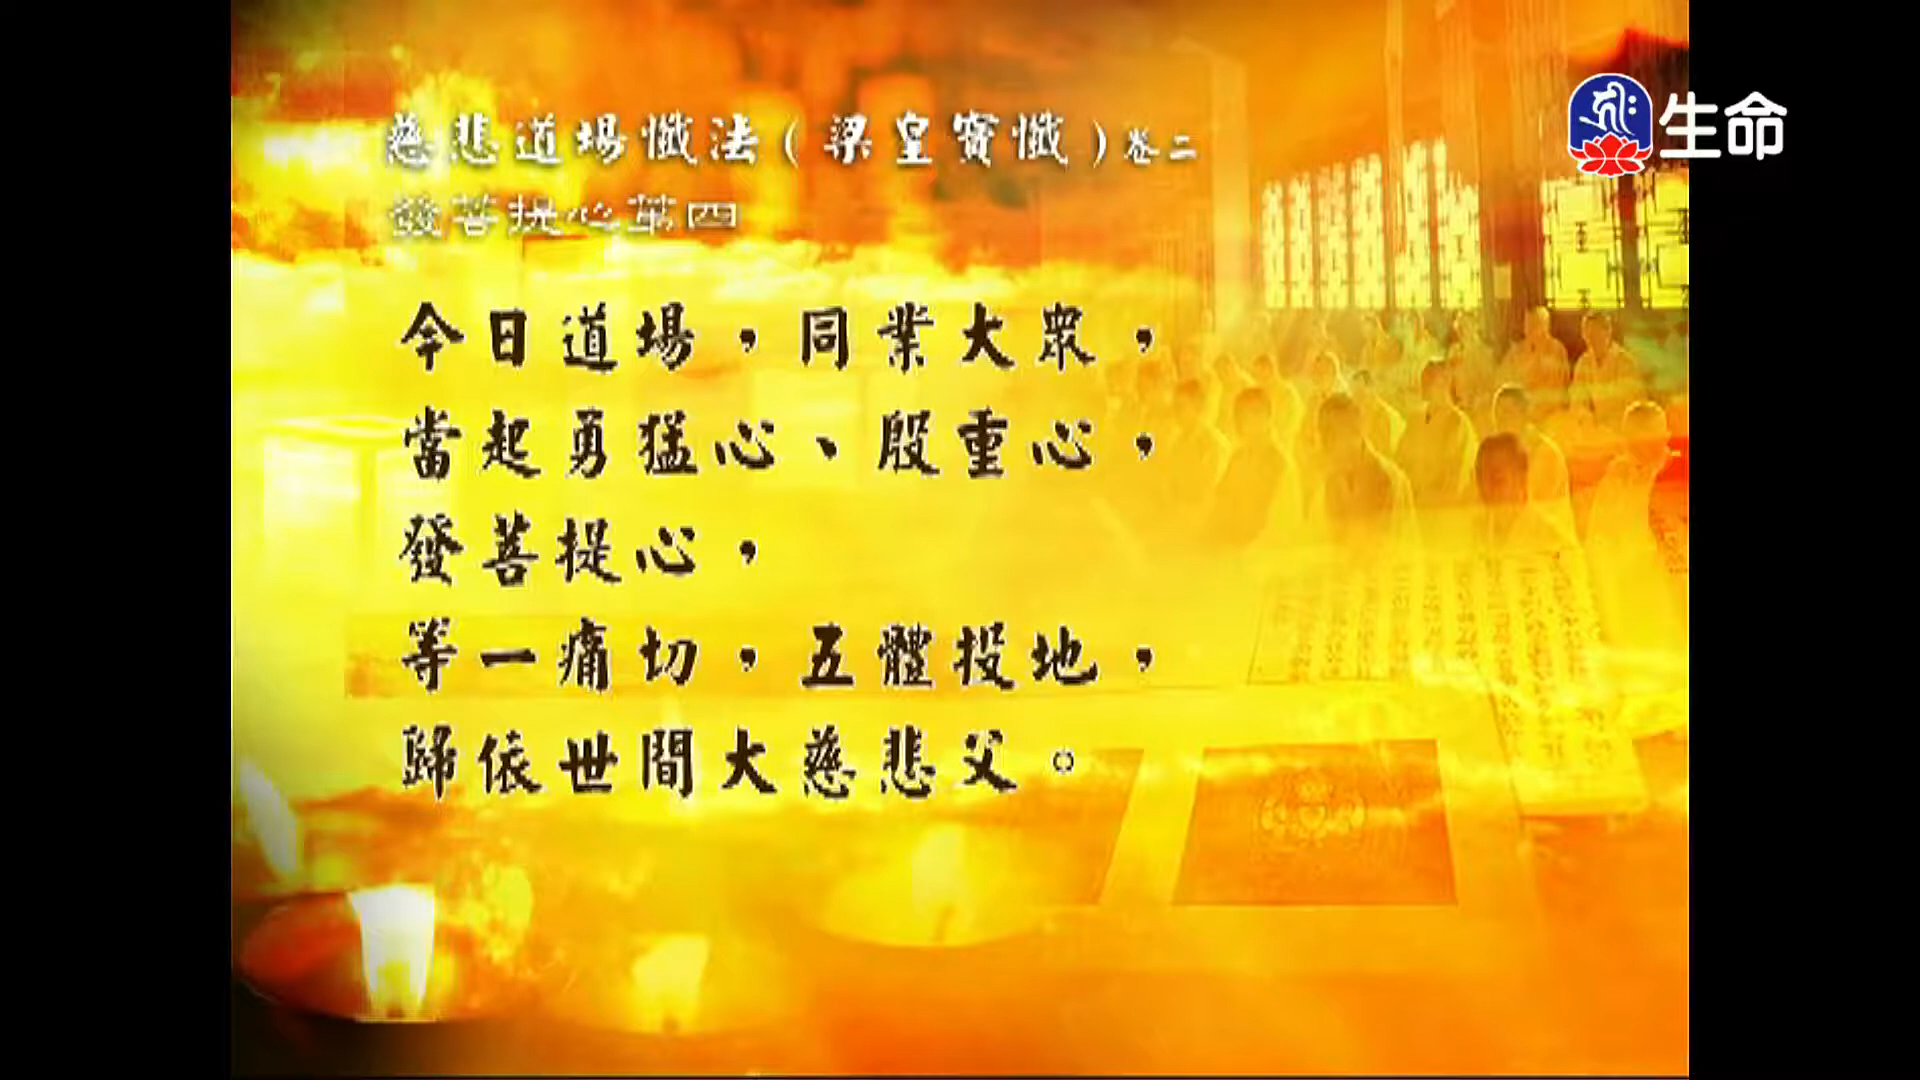 慈悲道場懺法(梁皇寶懺)卷二
發菩提心第四
生命
今日道場，同業大眾，
當起勇猛心、殷重心，
發菩提心，
等一痛切，五體投地，
歸依世間大慈悲父。